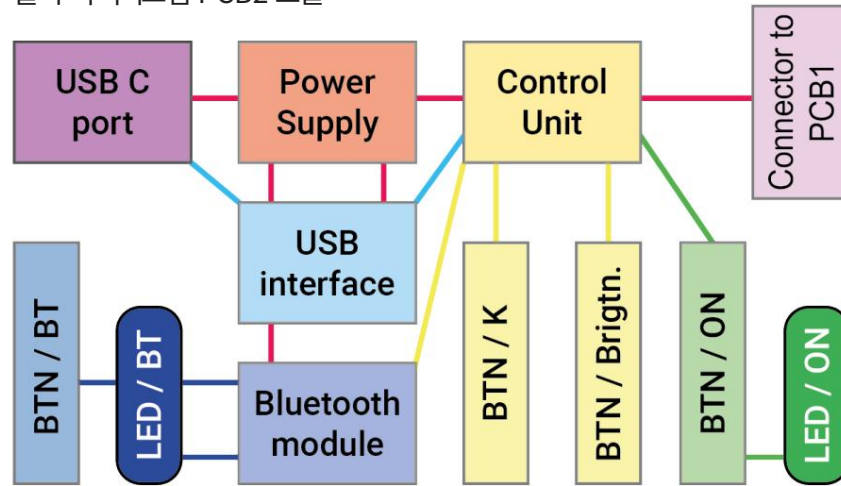 USB C
port
Power
Supply
Control
Unit
Connector to
PCB1
USB
interface
BTN / BT
LED / BT
Bluetooth
module
BTN / K
BTN / Brigtn.
BTN / ON
LED / ON